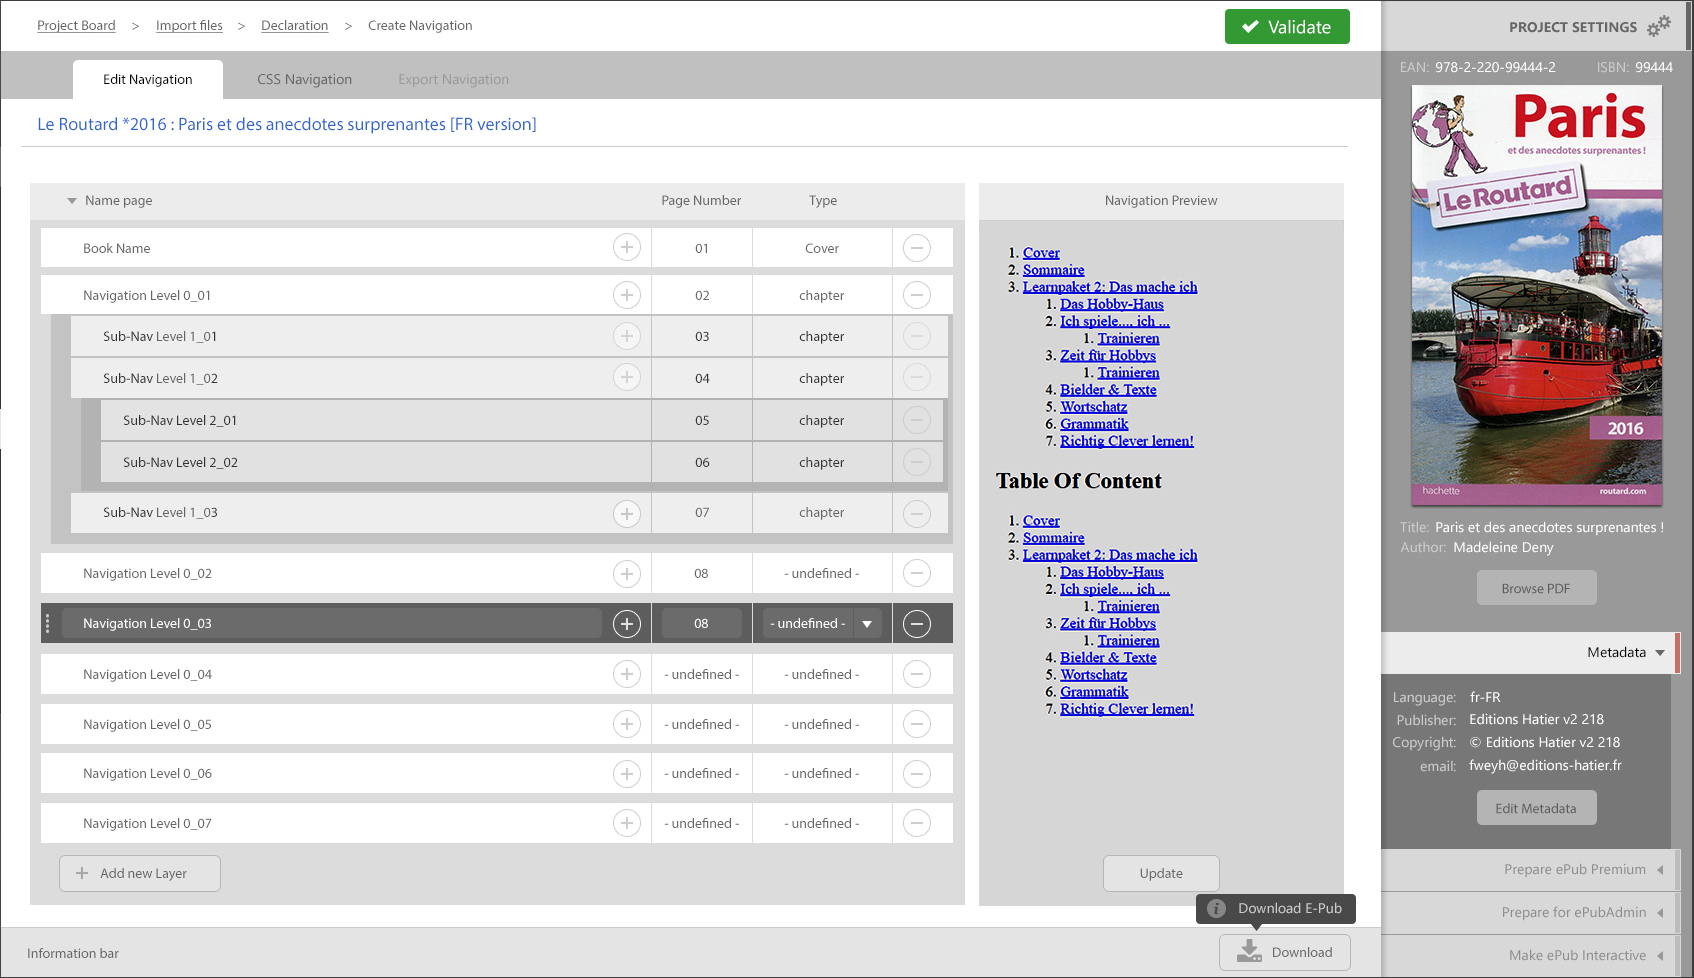 Project Board > Import files > Declaration > Create Navigation
Validate
PROJECT SETTINGS
Edit Navigation
CSS Navigation
Export Navigation
EAN: 978-2-220-99444-2 ISBN: 99444
Le Routard *2016 : Paris et des anecdotes surprenantes [FR version]
Name page Page Number Type
Book Name 01 Cover
Navigation Level 0_01 02 chapter
Sub-Nav Level 1_01 03 chapter
Sub-Nav Level 1_02 04 chapter
Sub-Nav Level 2_01 05 chapter
Sub-Nav Level 2_02 06 chapter
Sub-Nav Level 1_03 07 chapter
Navigation Level 0_02 08 - undefined -
Navigation Level 0_03 08 - undefined -
Navigation Level 0_04 - undefined - - undefined -
Navigation Level 0_05 - undefined - - undefined -
Navigation Level 0_06 - undefined - - undefined -
Navigation Level 0_07 - undefined - - undefined -
+ Add new Layer
Navigation Preview
1. Cover
2. Sommaire
3. Learnpaket 2: Das mache ich
1. Das Hobby-Haus
2. Ich spiele..., ich ...
1. Trainieren
3. Zeit für Hobbys
1. Trainieren
4. Bielder & Texte
5. Wortschatz
6. Grammatik
7. Richtig Clever lernen!
Table Of Content
1. Cover
2. Sommaire
3. Learnpaket 2: Das mache ich
1. Das Hobby-Haus
2. Ich spiele..., ich ...
1. Trainieren
3. Zeit für Hobbys
1. Trainieren
4. Bielder & Texte
5. Wortschatz
6. Grammatik
7. Richtig Clever lernen!
Update
Download E-Pub
Information bar
Download
Paris
et des anecdotes surprenantes !
Le Routard
2016
hachette
routard.com
Title: Paris et des anecdotes surprenantes !
Author: Madeleine Deny
Browse PDF
Metadata
Language: fr-FR
Publisher: Editions Hatier v2 218
Copyright: © Editions Hatier v2 218
email: fweyh@editions-hatier.fr
Edit Metadata
Prepare ePub Premium
Prepare for ePubAdmin
Make ePub Interactive